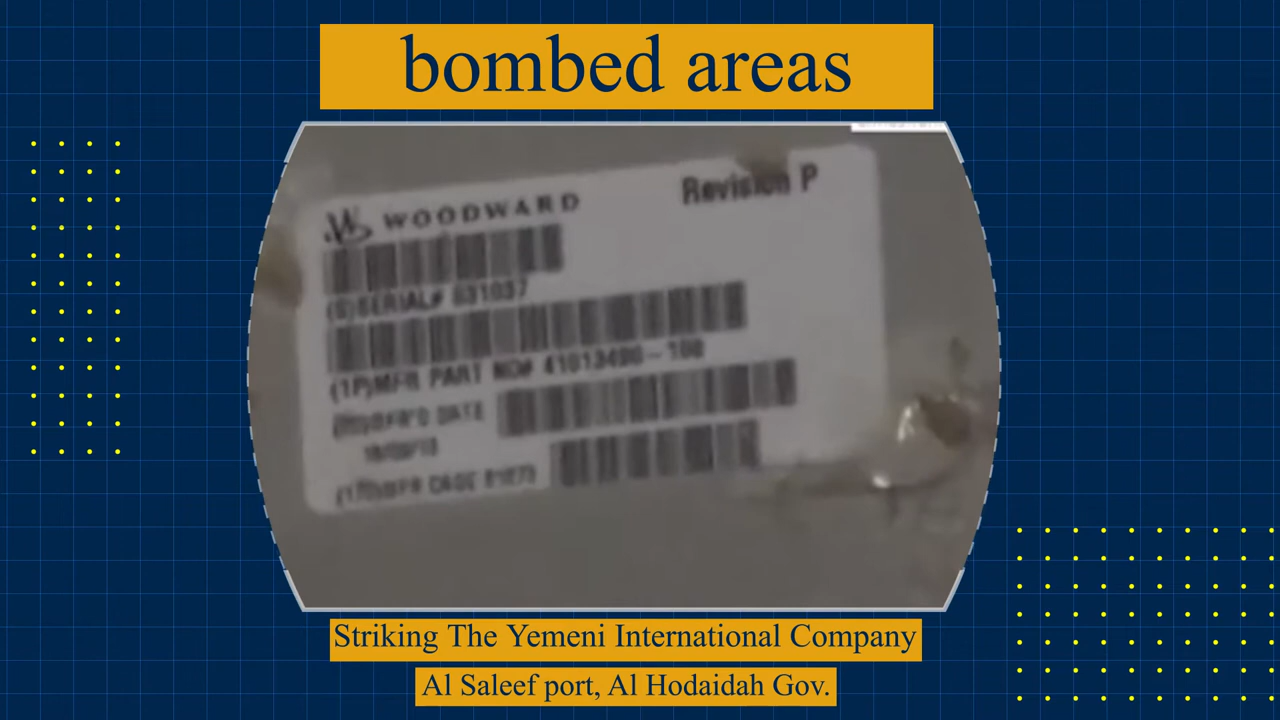 bombed areas
WOODWARD
Revision P
(S)SERIAL#
(1P)MFR PART NO#
DATE
Striking The Yemeni International Company
Al Saleef port, Al Hodaidah Gov.